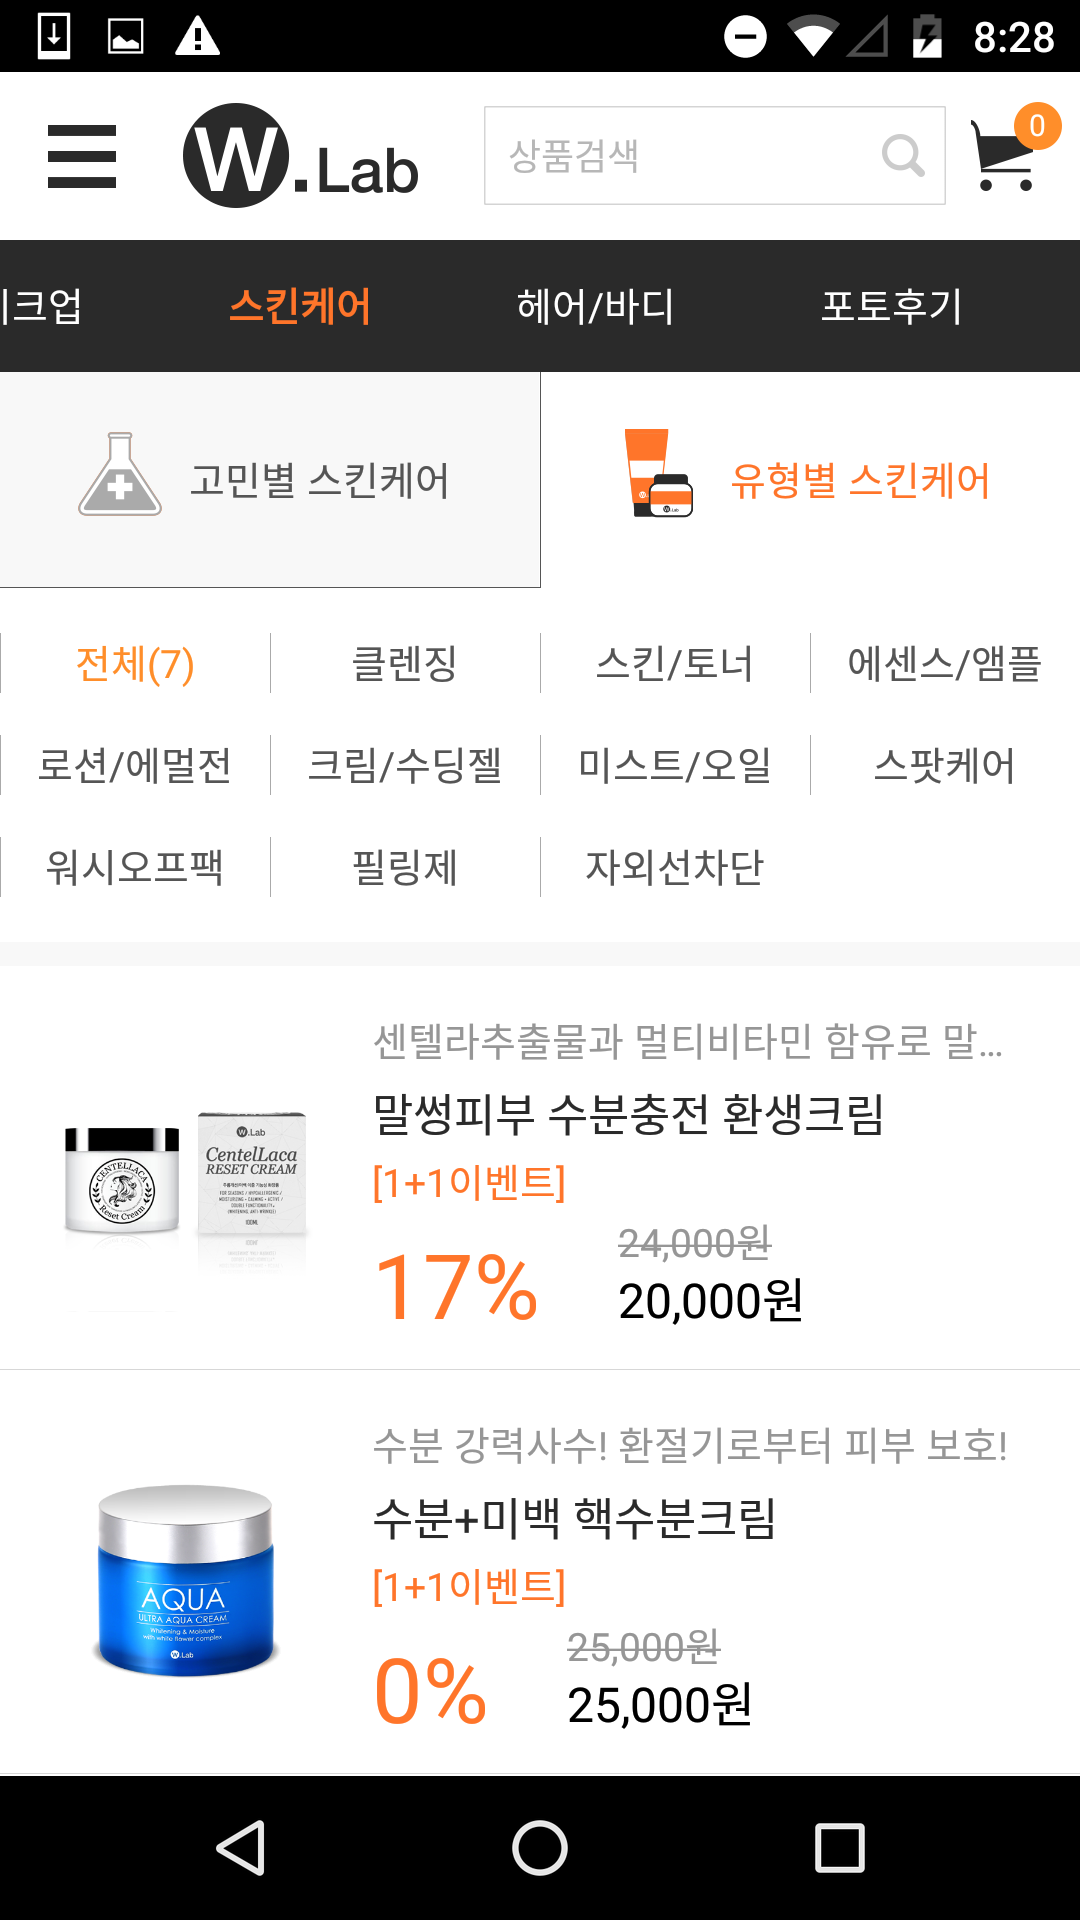 8:28
W.Lab
상품검색
0
크업
스킨케어
헤어/바디
포토후기
고민별 스킨케어
유형별 스킨케어
전체(7)
클렌징
스킨/토너
에센스/앰플
로션/에멀전
크림/수딩젤
미스트/오일
스팟케어
워시오프팩
필링제
자외선차단
센텔라추출물과 멀티비타민 함유로 말...
말썽피부 수분충전 환생크림
[1+1이벤트]
24,000원
17%
20,000원
W.Lab
CentelLaca
RESET CREAM
100ML
CENTELLACA
Reset Cream
수분 강력사수! 환절기로부터 피부 보호!
수분+미백 핵수분크림
[1+1이벤트]
25,000원
0%
25,000원
AQUA
ULTRA AQUA CREAM
Whitening & Moisture
with white flower complex
W.Lab